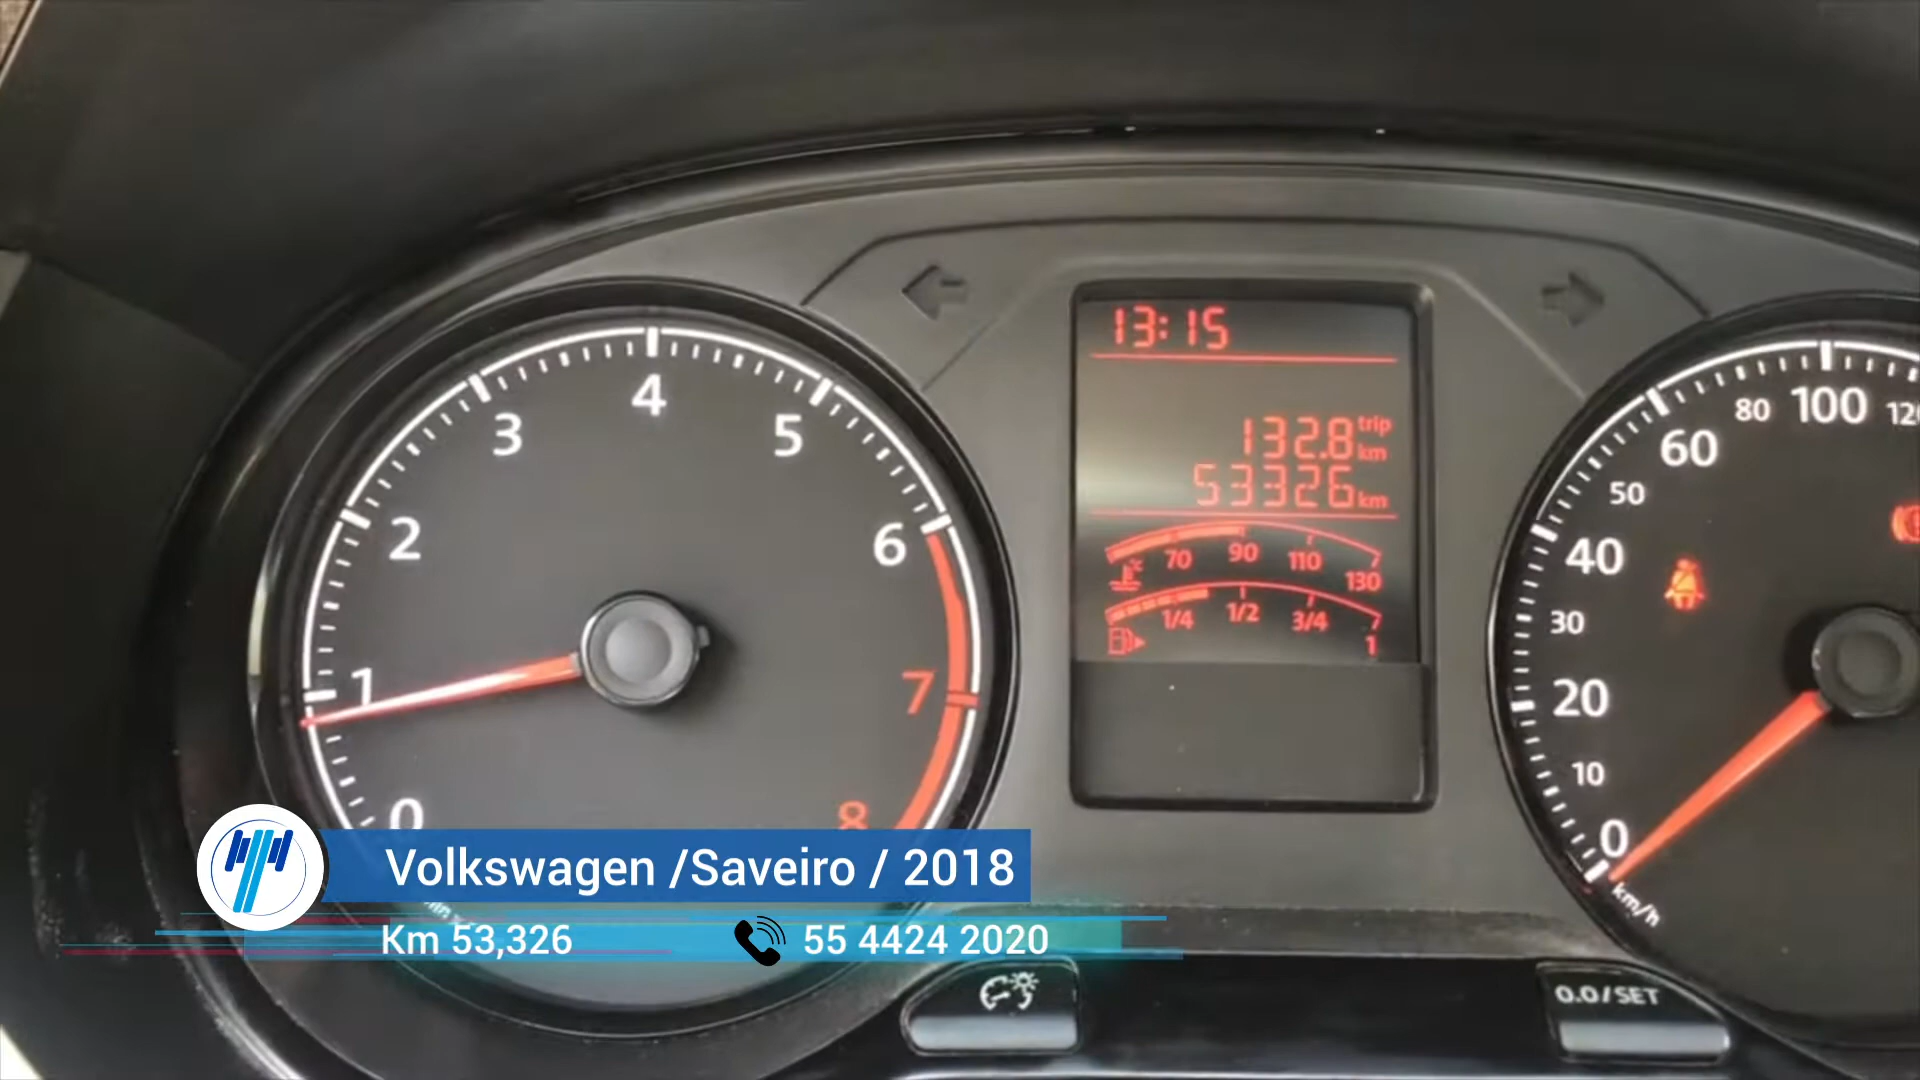 13:15
132.8 trip km
53326 km
70 90 110 130
°C
1/4 1/2 3/4 1
0 1 2 3 4 5 6 7 8
0 10 20 30 40 50 60 80 100
km/h
Volkswagen /Saveiro / 2018
Km 53,326
55 4424 2020
0.0/SET